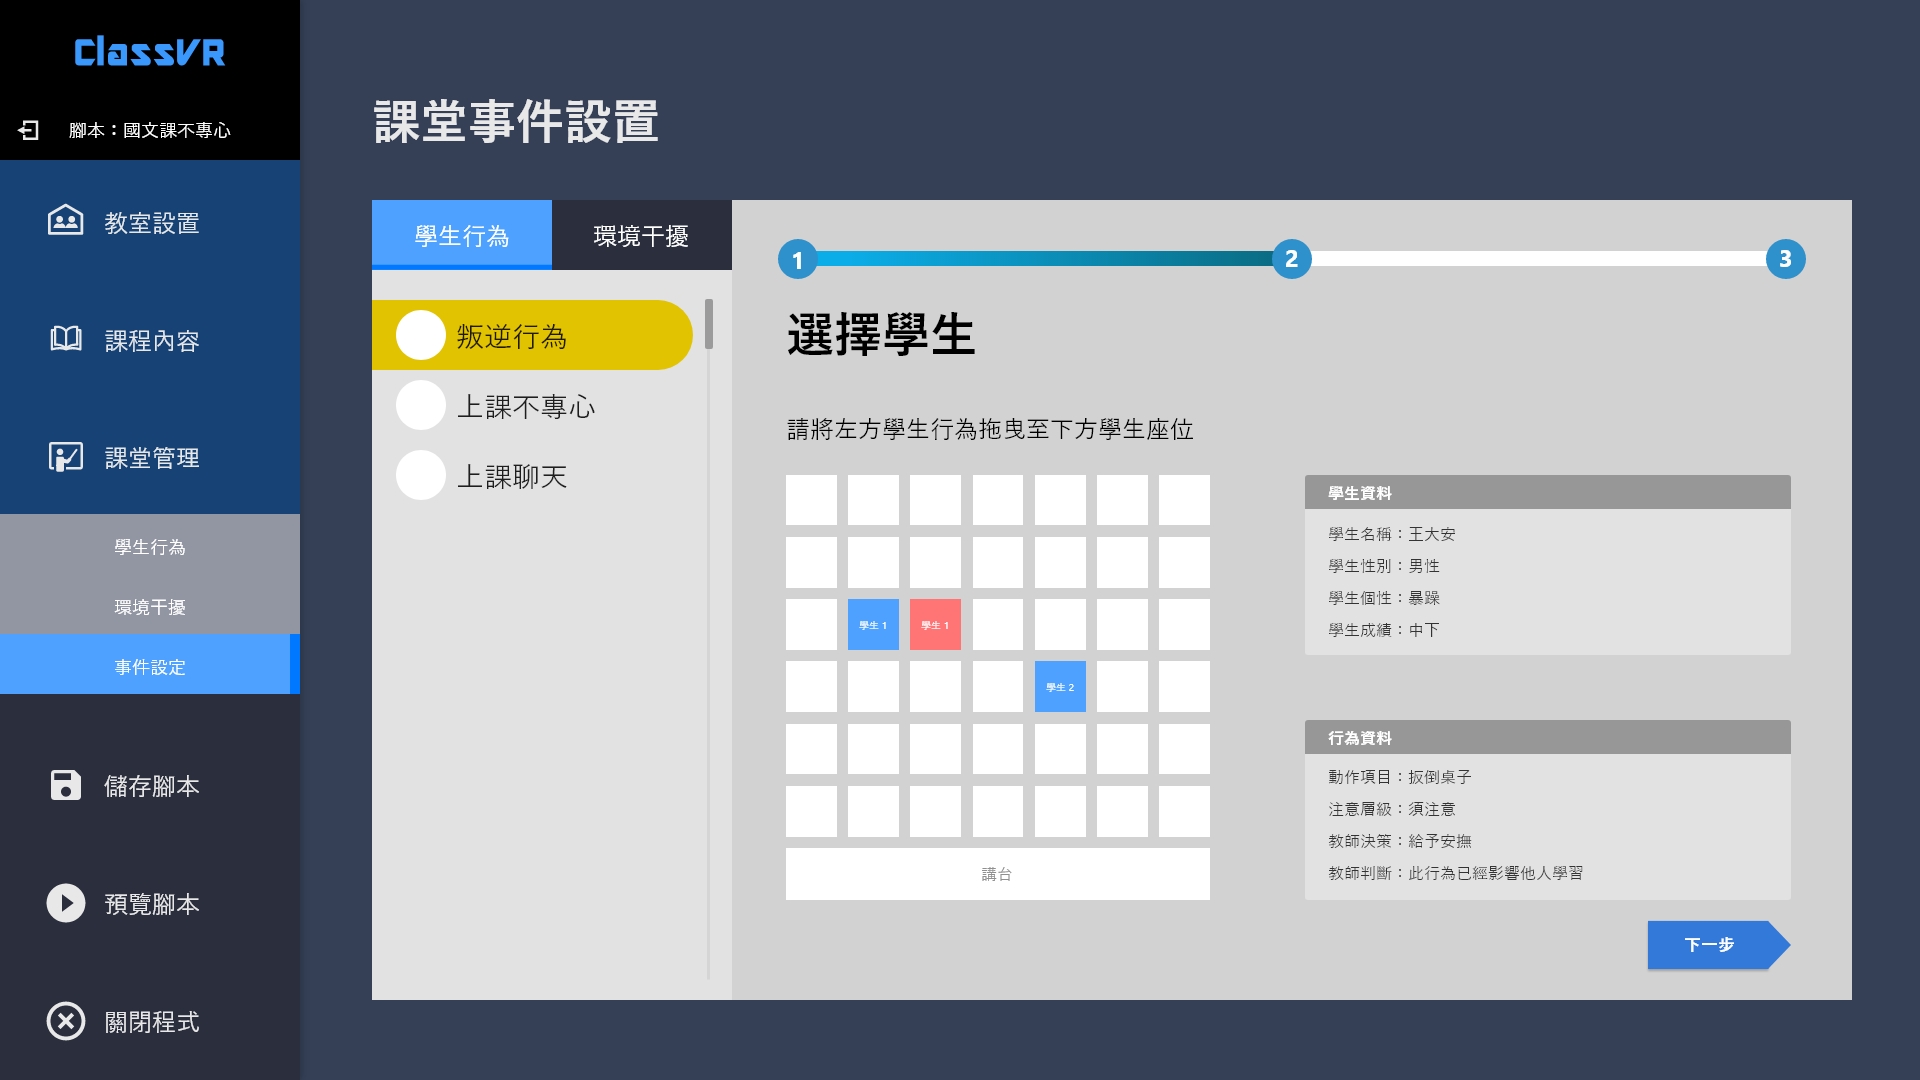 ClassVR
腳本：國文課不專心
教室設置
課程內容
課堂管理
學生行為
環境干擾
事件設定
儲存腳本
預覽腳本
關閉程式
課堂事件設置
學生行為
環境干擾
叛逆行為
上課不專心
上課聊天
1
2
3
選擇學生
請將左方學生行為拖曳至下方學生座位
學生 1
學生 1
學生 2
講台
學生資料
學生名稱：王大安
學生性別：男性
學生個性：暴躁
學生成績：中下
行為資料
動作項目：扳倒桌子
注意層級：須注意
教師決策：給予安撫
教師判斷：此行為已經影響他人學習
下一步